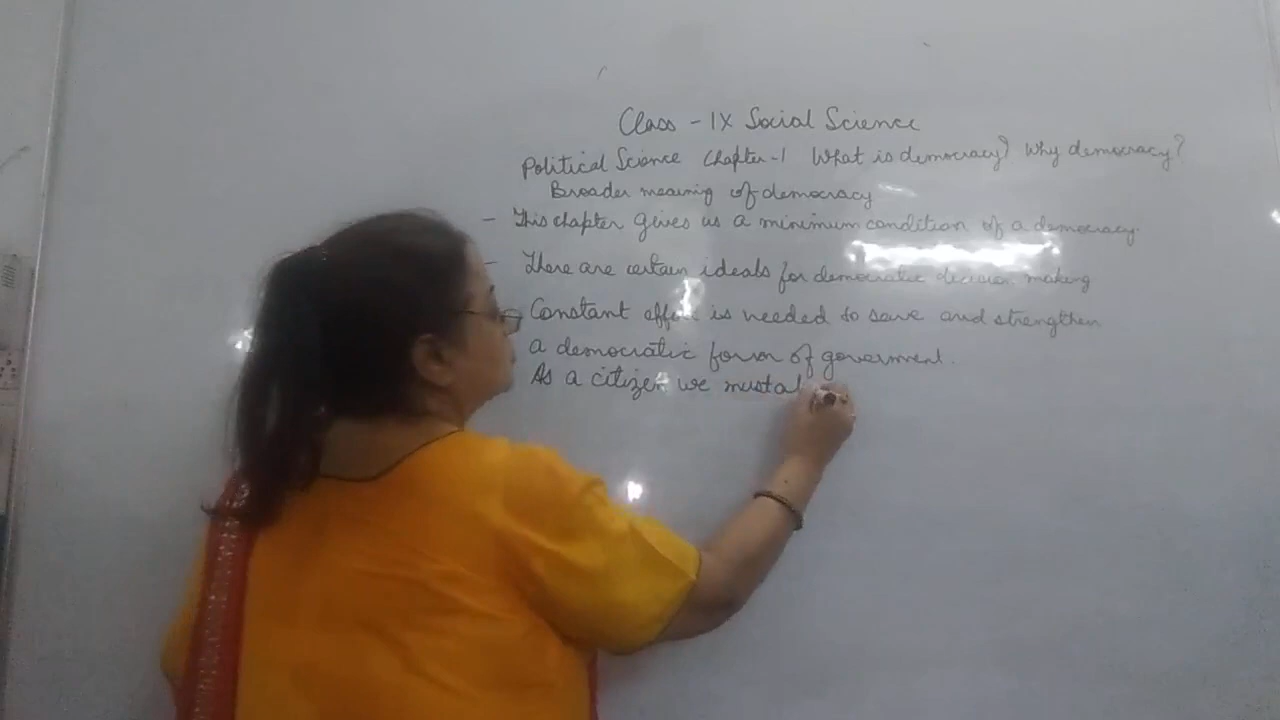 Class - IX Social Science
Political Science Chapter-1 What is democracy? Why democracy?
Broader meaning of democracy
- This chapter gives us a minimum condition of a democracy.
- There are certain ideals for democratic decision making
Constant effort is needed to save and strengthen
a democratic form of goverment.
As a citizen we must al